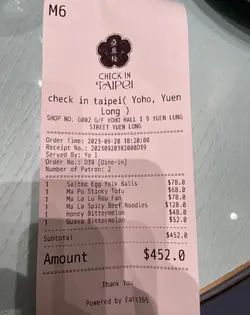 M6
CHECK IN
TAIPEI
check in taipei( Yoho, Yuen
Long )
SHOP NO. G002 G/F YOHO MALL I 9 YUEN LONG
STREET YUEN LONG
Order Time: 2023-09-20 18:20:00
Receipt No.: 20230920182000D39
Served By: Yo 1
Order No.: D39 [Dine-in]
Number of Patron: 2
1 Salted Egg Yolk Balls $78.0
1 Ma Po Stinky Tofu $68.0
1 Ma La Lu Rou Fan $78.0
1 Ma La Spicy Beef Noodles $128.0
1 Honey Bittermelon $48.0
1 Guava Bittermelon $52.0
Subtotal $452.0
Amount $452.0
Thank You
Powered by Eats365